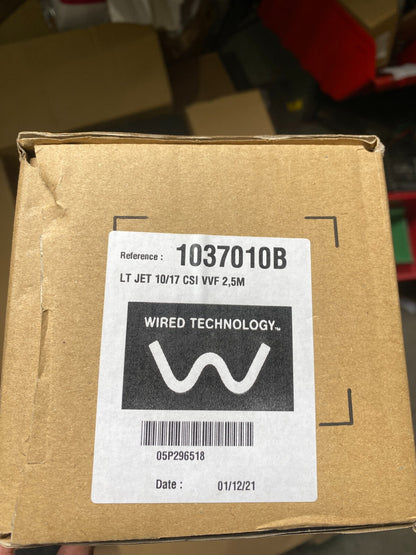 Reference : 1037010B
LT JET 10/17 CSI VVF 2,5M
WIRED TECHNOLOGY™
05P296518
Date : 01/12/21